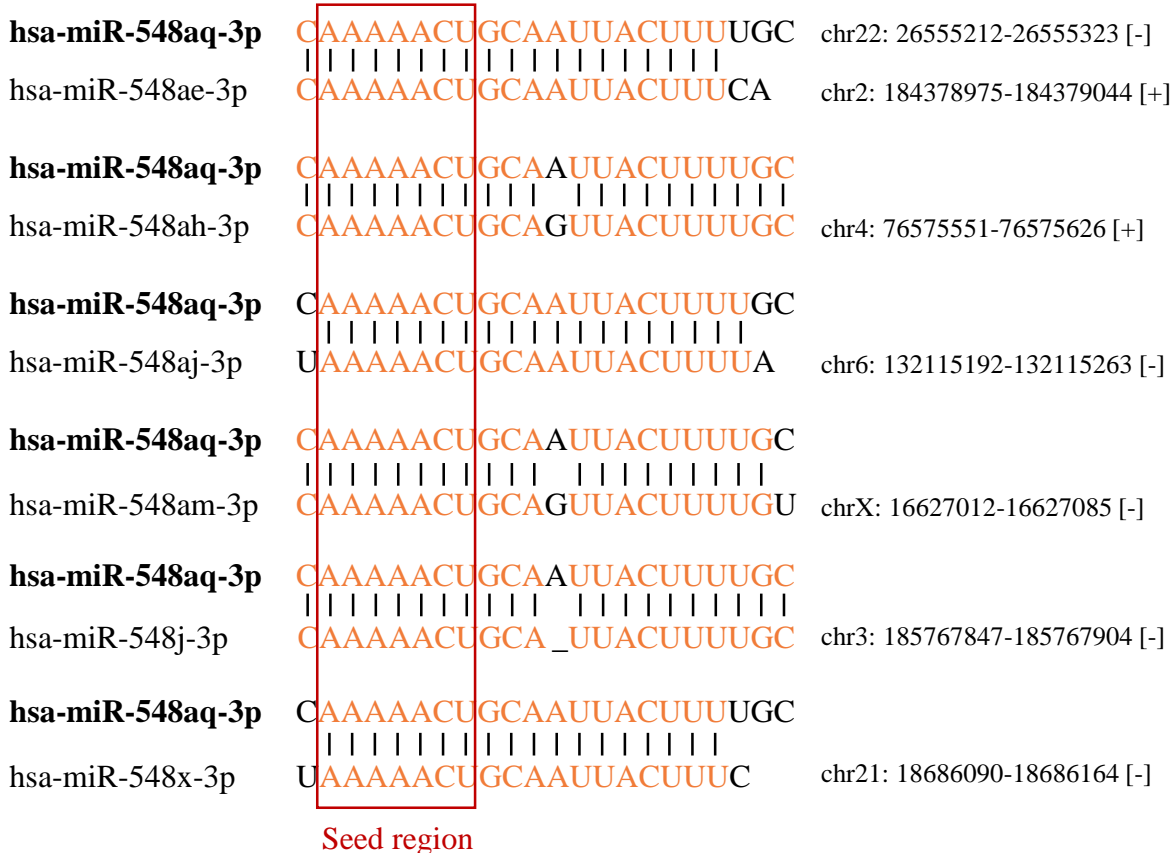 hsa-miR-548aq-3p CAAAAACUGCAAUUACUUUUGC chr22: 26555212-26555323 [-]
hsa-miR-548ae-3p CAAAAACUGCAAUUACUUUCA chr2: 184378975-184379044 [+]
hsa-miR-548aq-3p CAAAAACUGCAAUUACUUUUGC
hsa-miR-548ah-3p CAAAAACUGCAGUUACUUUUGC chr4: 76575551-76575626 [+]
hsa-miR-548aq-3p CAAAAACUGCAAUUACUUUUGC
hsa-miR-548aj-3p UAAAAACUGCAAUUACUUUUA chr6: 132115192-132115263 [-]
hsa-miR-548aq-3p CAAAAACUGCAAUUACUUUUGC
hsa-miR-548am-3p CAAAAACUGCAGUUACUUUUGU chrX: 16627012-16627085 [-]
hsa-miR-548aq-3p CAAAAACUGCAAUUACUUUUGC
hsa-miR-548j-3p CAAAAACUGCA_UUACUUUUGC chr3: 185767847-185767904 [-]
hsa-miR-548aq-3p CAAAAACUGCAAUUACUUUUGC
hsa-miR-548x-3p UAAAAACUGCAAUUACUUUC chr21: 18686090-18686164 [-]
Seed region